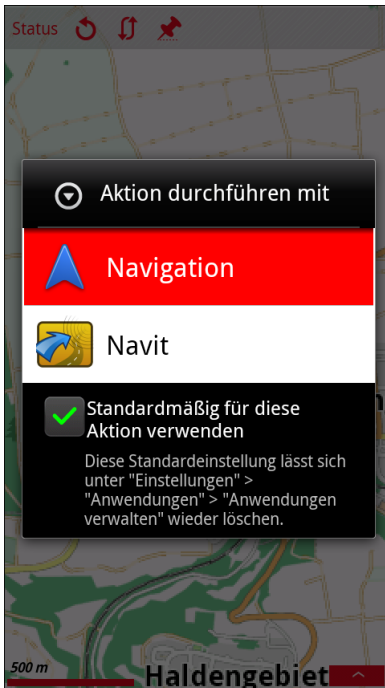 Status
Aktion durchführen mit
Navigation
Navit
Standardmäßig für diese
Aktion verwenden
Diese Standardeinstellung lässt sich
unter "Einstellungen" >
"Anwendungen" > "Anwendungen
verwalten" wieder löschen.
500 m
Haldengebiet